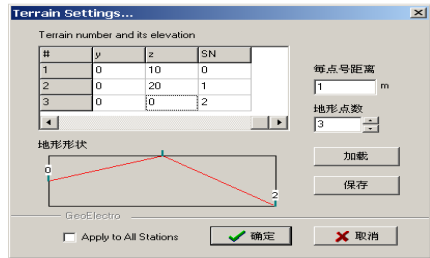 Terrain Settings...
Terrain number and its elevation
# y z SN
1 0 10 0
2 0 20 1
3 0 0 2
每点号距离
1 m
地形点数
3
地形形状
0
2
加载
保存
GeoElectro
Apply to All Stations
确定
取消